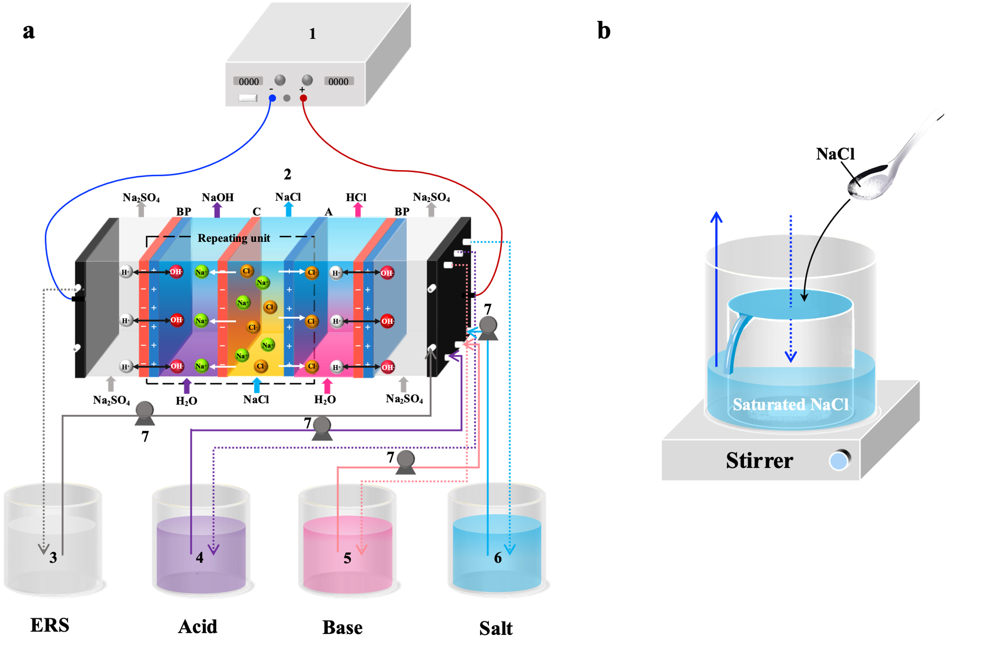 a
b
1
0000
0000
- +
NaCl
2
Na₂SO₄
NaOH
NaCl
HCl
Na₂SO₄
BP
C
A
BP
Repeating unit
H⁺ − + OH⁻ Na⁺ − Cl⁻ + Cl⁻ H⁺ − + OH⁻
Na⁺
− + − +
Na⁺
Cl⁻
− + − + − +
7
H⁺ OH⁻ Na⁺ Cl⁻ H⁺ OH⁻
− + Cl⁻ + − +
Na⁺
− + − + − +
Na⁺
H⁺ − + OH⁻ Na⁺ − Cl⁻ + Cl⁻ H⁺ − + OH⁻
Na₂SO₄
H₂O
NaCl
H₂O
Na₂SO₄
Saturated NaCl
7
7
7
Stirrer
3
4
5
6
ERS
Acid
Base
Salt